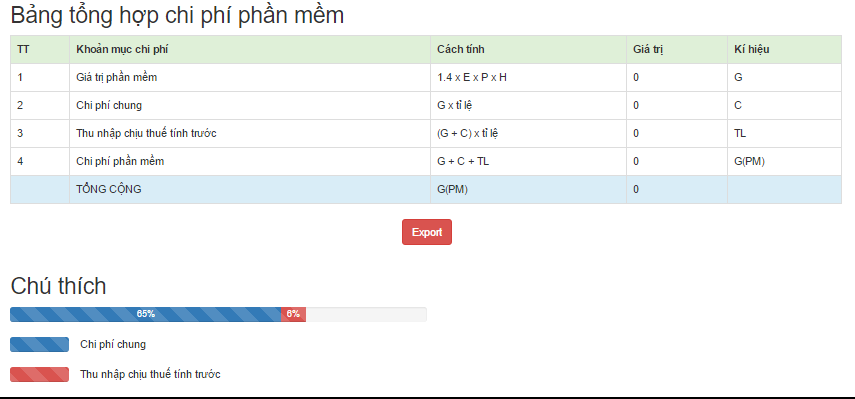 Bảng tổng hợp chi phí phần mềm
TT Khoản mục chi phí Cách tính Giá trị Kí hiệu
1 Giá trị phần mềm 1.4 x E x P x H 0 G
2 Chi phí chung G x tỉ lệ 0 C
3 Thu nhập chịu thuế tính trước (G + C) x tỉ lệ 0 TL
4 Chi phí phần mềm G + C + TL 0 G(PM)
TỔNG CỘNG G(PM) 0
Export
Chú thích
65% 6%
Chi phí chung
Thu nhập chịu thuế tính trước